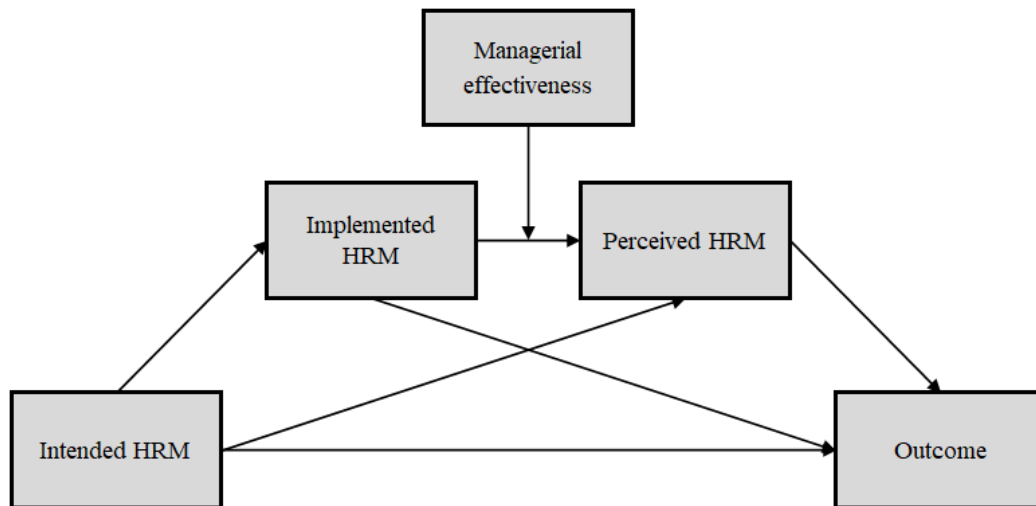 Managerial
effectiveness
Implemented
HRM
Perceived HRM
Intended HRM
Outcome